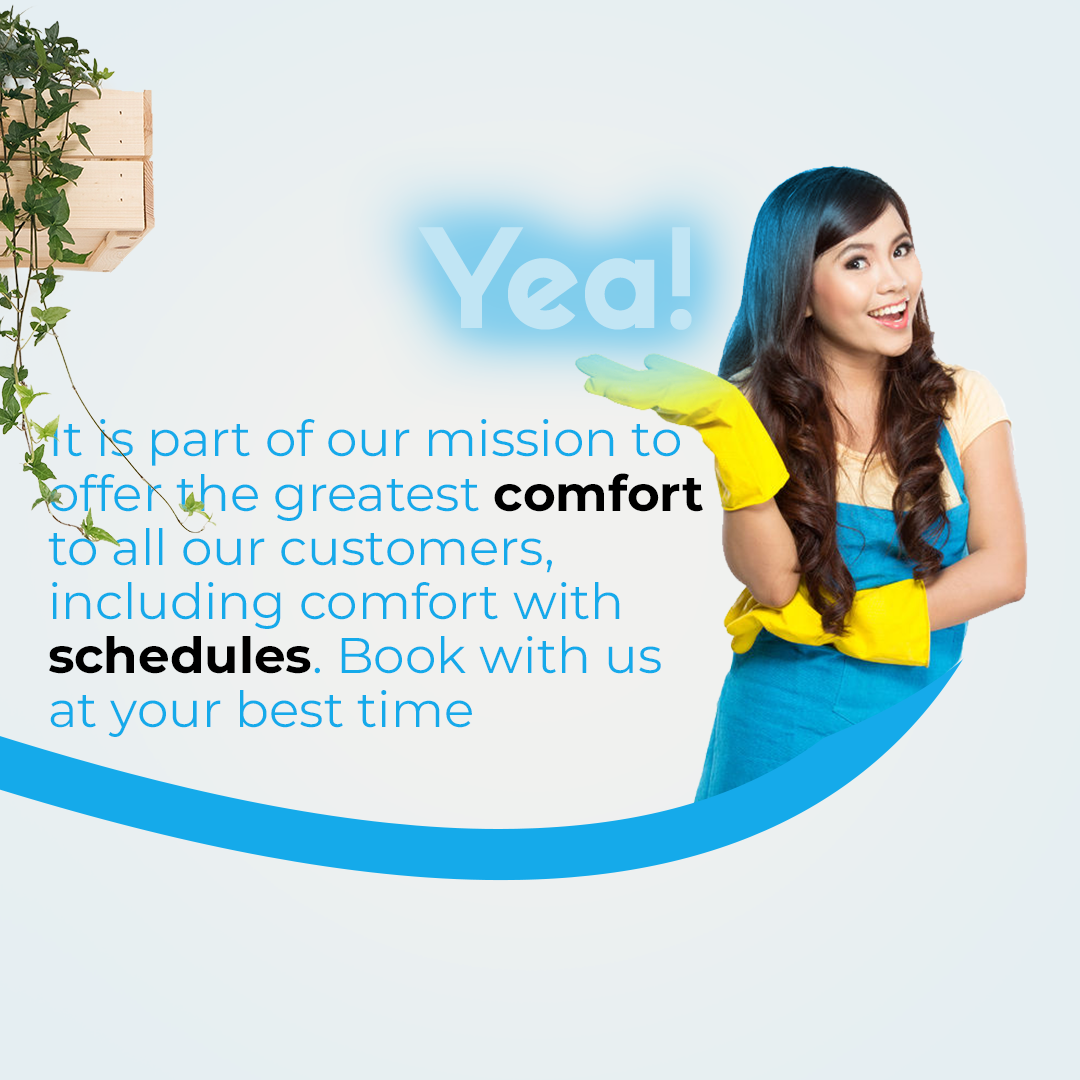 Yea!
It is part of our mission to
offer the greatest comfort
to all our customers,
including comfort with
schedules. Book with us
at your best time